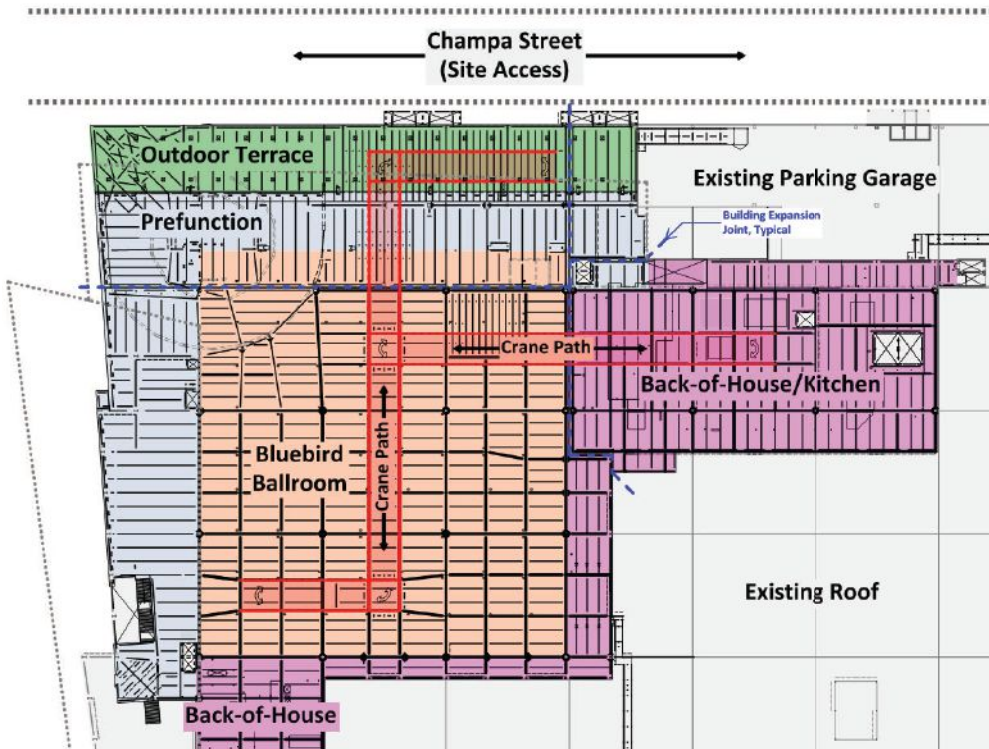 Champa Street
(Site Access)
Outdoor Terrace
Existing Parking Garage
Prefunction
Building Expansion
Joint, Typical
Crane Path
Back-of-House/Kitchen
Crane Path
Bluebird
Ballroom
Existing Roof
Back-of-House